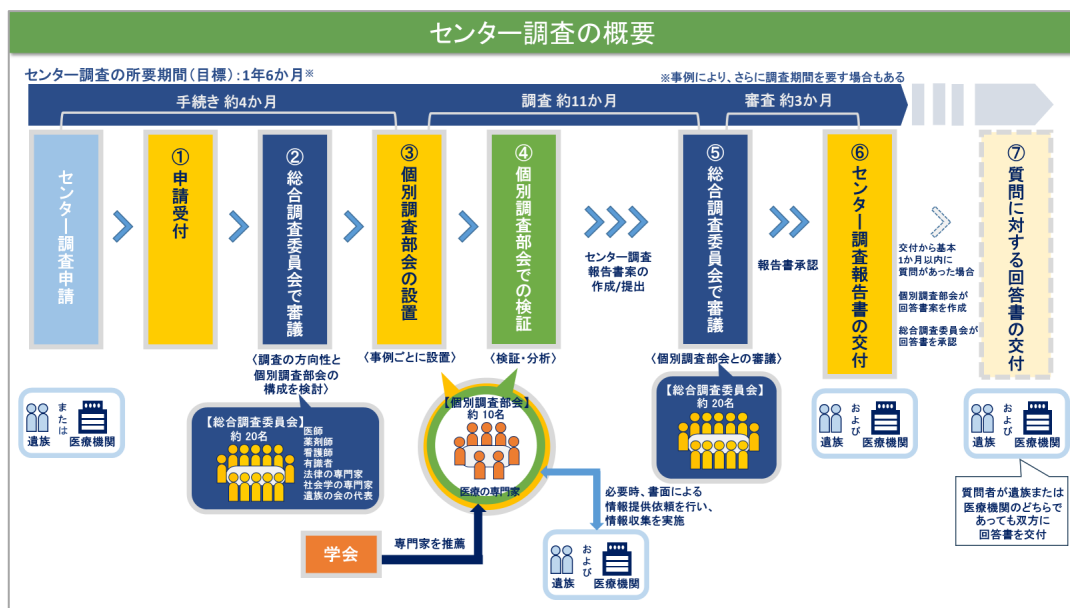 センター調査の概要
センター調査の所要期間(目標):1年6か月※
※事例により、さらに調査期間を要す場合もある
手続き 約4か月
調査 約11か月
審査 約3か月
センター調査申請
①申請受付
②総合調査委員会で審議
③個別調査部会の設置
④個別調査部会での検証
センター調査
報告書案の
作成/提出
⑤総合調査委員会で審議
報告書承認
⑥センター調査報告書の交付
交付から基本
1か月以内に
質問があった場合
個別調査部会が
回答書案を作成
総合調査委員会が
回答書を承認
⑦質問に対する回答書の交付
〈調査の方向性と
個別調査部会の
構成を検討〉
〈事例ごとに設置〉
〈検証・分析〉
〈個別調査部会との審議〉
遺族
または
医療機関
【総合調査委員会】
約 20名
医師
薬剤師
看護師
有識者
法律の専門家
社会学の専門家
遺族の会の代表
【個別調査部会】
約 10名
医療の専門家
【総合調査委員会】
約 20名
遺族
および
医療機関
遺族
および
医療機関
必要時、書面による
情報提供依頼を行い、
情報収集を実施
質問者が遺族または
医療機関のどちらで
あっても双方に
回答書を交付
学会
専門家を推薦
遺族
および
医療機関